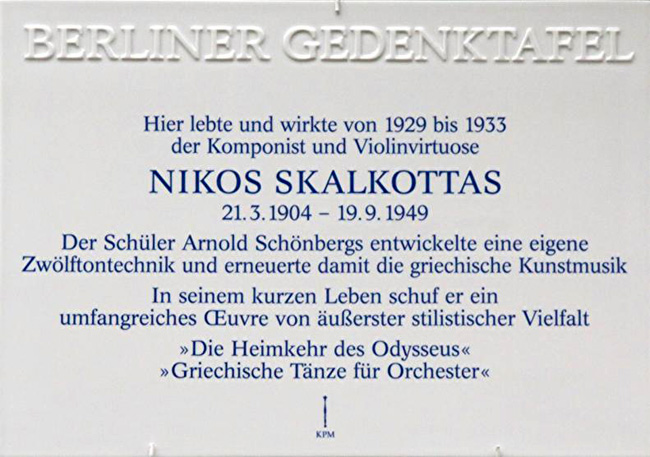 BERLINER GEDENKTAFEL
Hier lebte und wirkte von 1929 bis 1933
der Komponist und Violinvirtuose
NIKOS SKALKOTTAS
21.3.1904 – 19.9.1949
Der Schüler Arnold Schönbergs entwickelte eine eigene
Zwölftontechnik und erneuerte damit die griechische Kunstmusik
In seinem kurzen Leben schuf er ein
umfangreiches Œuvre von äußerster stilistischer Vielfalt
»Die Heimkehr des Odysseus«
»Griechische Tänze für Orchester«
KPM